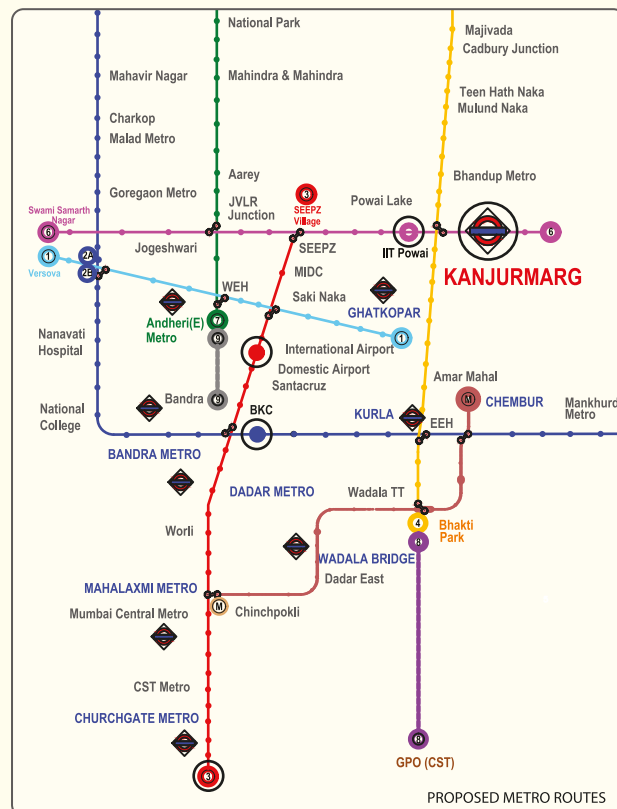 National Park
Majivada
Cadbury Junction
Mahavir Nagar
Mahindra & Mahindra
Teen Hath Naka
Mulund Naka
Charkop
Malad Metro
Aarey
Bhandup Metro
Goregaon Metro
JVLR
Junction
3
SEEPZ
Village
Powai Lake
Swami Samarth
Nagar
6
6
Jogeshwari
SEEPZ
IIT Powai
KANJURMARG
1
Versova
2A
2B
MIDC
WEH
Saki Naka
GHATKOPAR
7
Andheri(E)
Metro
9
Nanavati
Hospital
International Airport
1
Domestic Airport
Santacruz
Amar Mahal
Bandra
9
M
CHEMBUR
National
College
BKC
KURLA
EEH
Mankhurd
Metro
BANDRA METRO
DADAR METRO
Wadala TT
4
Bhakti
Park
Worli
8
WADALA BRIDGE
Dadar East
MAHALAXMI METRO
M
Chinchpokli
Mumbai Central Metro
CST Metro
CHURCHGATE METRO
8
GPO (CST)
3
PROPOSED METRO ROUTES